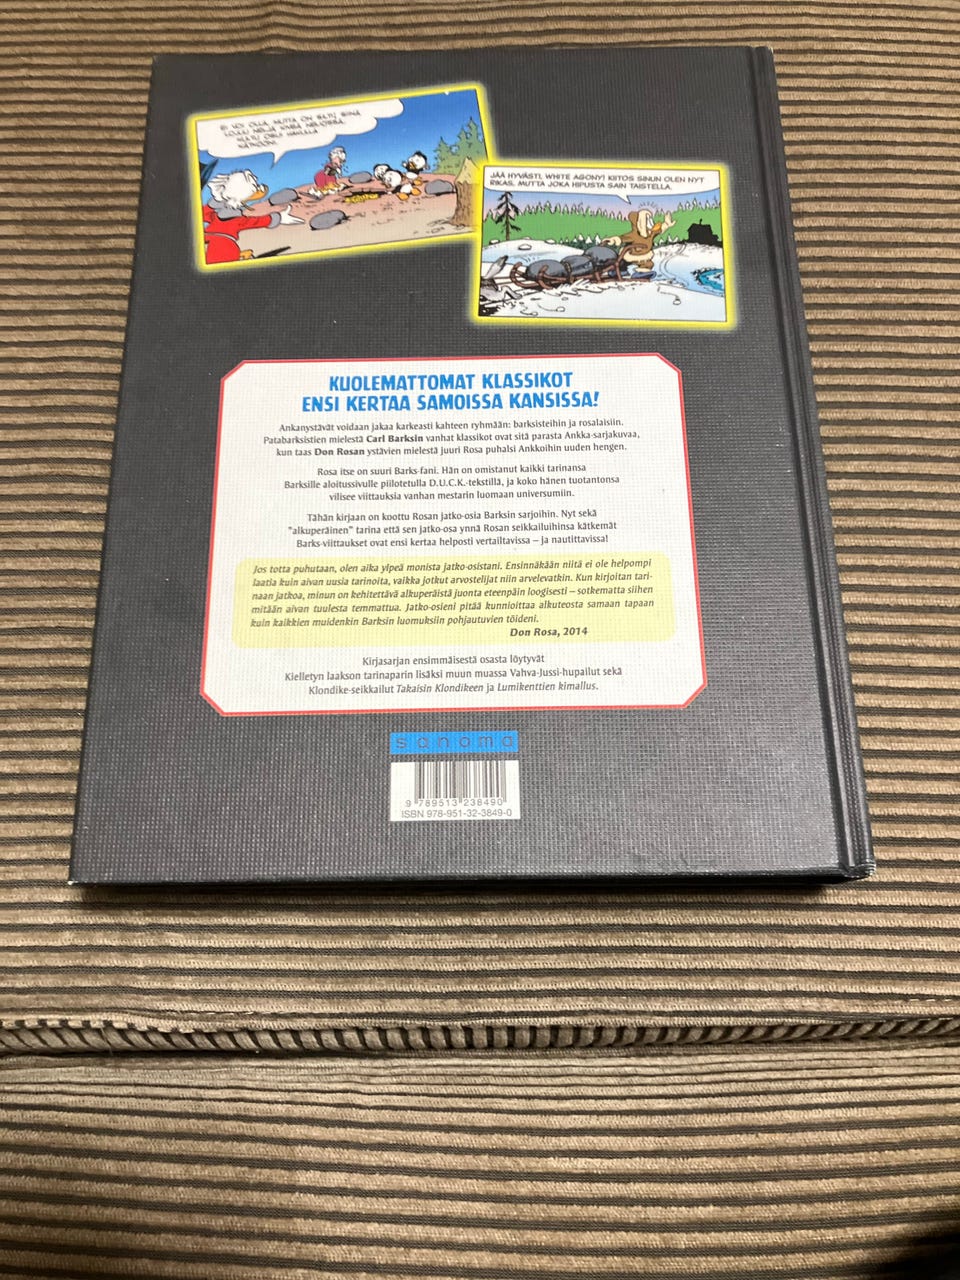 EI VOI OLLA, MUTTA ON SILTI SIINÄ
JÄÄ HYVÄSTI, WHITE AGONY! KIITOS SINUN OLEN NYT
RIKAS, MUTTA JOKA HIPUSTA SAIN TAISTELLA.
KUOLEMATTOMAT KLASSIKOT
ENSI KERTAA SAMOISSA KANSISSA!
Ankanystävät voidaan jakaa karkeasti kahteen ryhmään: barksisteihin ja rosalaisiin.
Patabarksistien mielestä Carl Barksin vanhat klassikot ovat sitä parasta Ankka-sarjakuvaa,
kun taas Don Rosan ystävien mielestä juuri Rosa puhalsi Ankkoihin uuden hengen.
Rosa itse on suuri Barks-fani. Hän on omistanut kaikki tarinansa
Barksille aloitussivulle piilotetulla D.U.C.K.-tekstillä, ja koko hänen tuotantonsa
vilisee viittauksia vanhan mestarin luomaan universumiin.
Tähän kirjaan on koottu Rosan jatko-osia Barksin sarjoihin. Nyt sekä
"alkuperäinen" tarina että sen jatko-osa ynnä Rosan seikkailuihinsa kätkemät
Barks-viittaukset ovat ensi kertaa helposti vertailtavissa – ja nautittavissa!
Jos totta puhutaan, olen aika ylpeä monista jatko-osistani. Ensinnäkään niitä ei ole helpompi
laatia kuin aivan uusia tarinoita, vaikka jotkut arvostelijat niin arvelevatkin. Kun kirjoitan tari-
naan jatkoa, minun on kehitettävä alkuperäistä juonta eteenpäin loogisesti – sotkematta siihen
mitään aivan tuulesta temmattua. Jatko-osieni pitää kunnioittaa alkuteosta samaan tapaan
kuin kaikkien muidenkin Barksin luomuksiin pohjautuvien töideni.
Don Rosa, 2014
Kirjasarjan ensimmäisestä osasta löytyvät
Kielletyn laakson tarinaparin lisäksi muun muassa Vahva-Jussi-hupailut sekä
Klondike-seikkailut Takaisin Klondikeen ja Lumikenttien kimallus.
sanoma
9 789513 238490
ISBN 978-951-32-3849-0